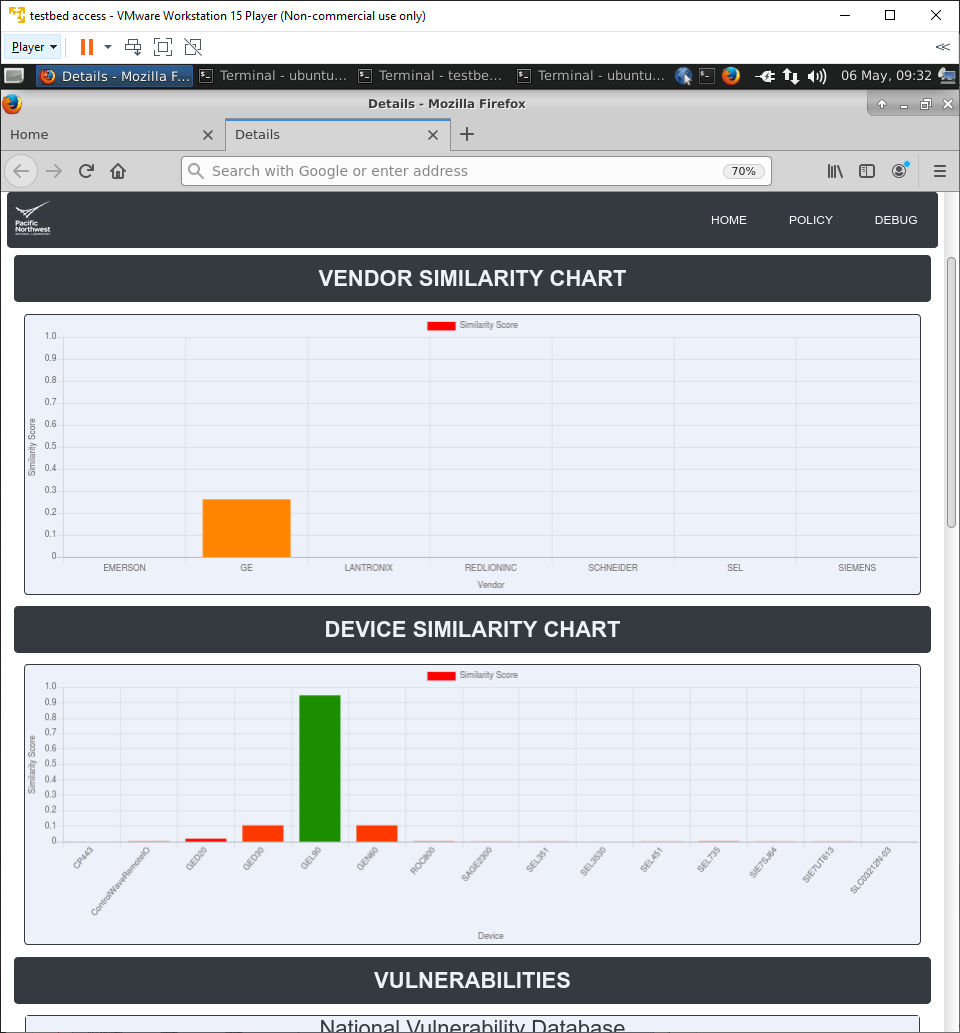 testbed access - VMware Workstation 15 Player (Non-commercial use only)
Player
Details - Mozilla F... Terminal - ubuntu... Terminal - testbe... Terminal - ubuntu... 06 May, 09:32
Details - Mozilla Firefox
Home Details
Search with Google or enter address 70%
Pacific
Northwest
HOME POLICY DEBUG
VENDOR SIMILARITY CHART
Similarity Score
1.0
0.9
0.8
0.7
0.6
0.5
0.4
0.3
0.2
0.1
0
Similarity Score
EMERSON GE LANTRONIX REDLIONINC SCHNEIDER SEL SIEMENS
Vendor
DEVICE SIMILARITY CHART
Similarity Score
1.0
0.9
0.8
0.7
0.6
0.5
0.4
0.3
0.2
0.1
0
Similarity Score
CP443 ControlWaveRemoteIO GED20 GED30 GEL90 GEN60 ROC800 SAGE2300 SEL351 SEL3530 SEL451 SEL735 SIE7SJ64 SIE7UT613 SLC03212N-03
Device
VULNERABILITIES
National Vulnerability Database